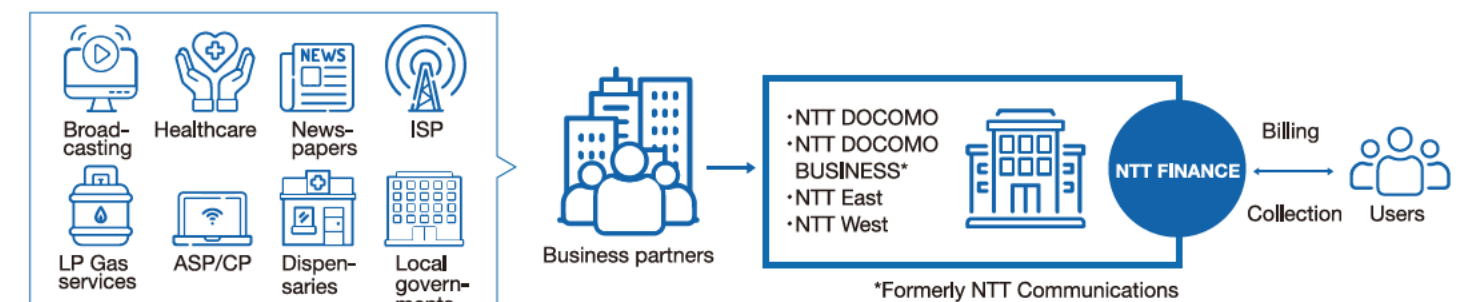 NEWS
Broad-
casting
Healthcare
News-
papers
ISP
LP Gas
services
ASP/CP
Dispen-
saries
Local
govern-
ments
Business partners
・NTT DOCOMO
・NTT DOCOMO
BUSINESS*
・NTT East
・NTT West
NTT FINANCE
Billing
Collection
Users
*Formerly NTT Communications